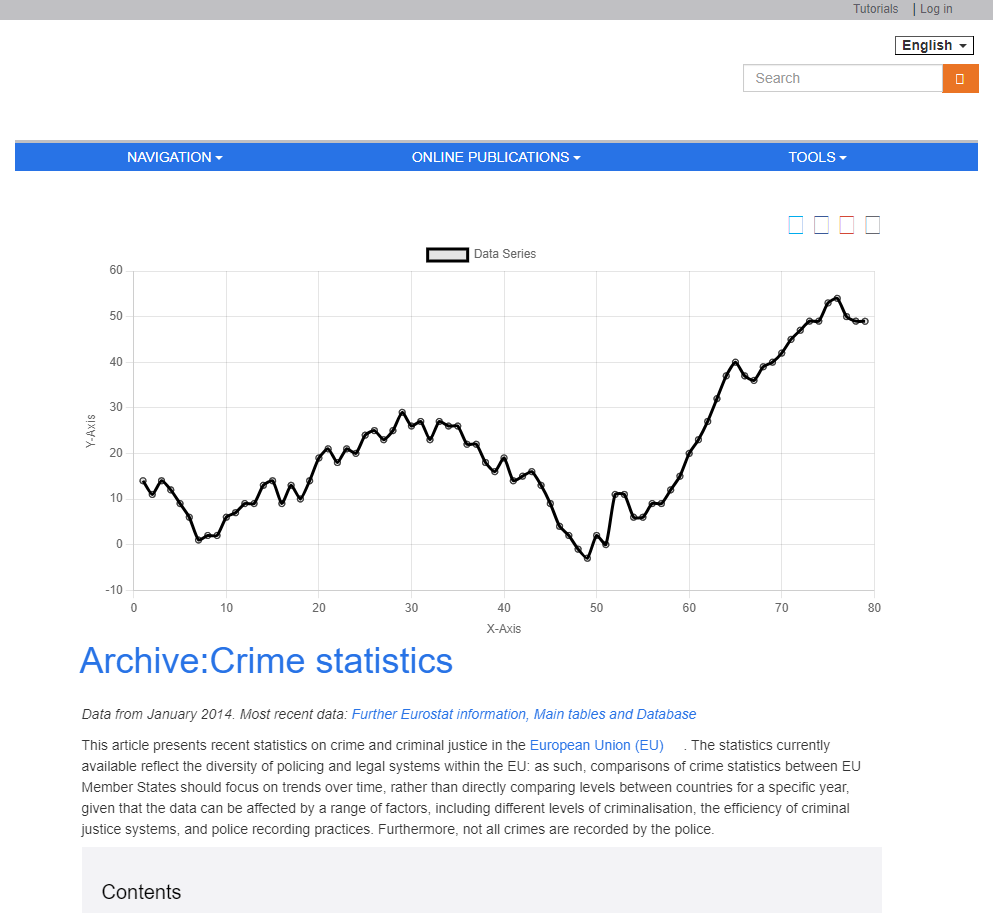 Tutorials | Log in
English
Search
NAVIGATION ONLINE PUBLICATIONS TOOLS
Data Series
60
50
40
30
20
10
0
-10
Y-Axis
0 10 20 30 40 50 60 70 80
X-Axis
Archive:Crime statistics
Data from January 2014. Most recent data: Further Eurostat information, Main tables and Database
This article presents recent statistics on crime and criminal justice in the European Union (EU) . The statistics currently
available reflect the diversity of policing and legal systems within the EU: as such, comparisons of crime statistics between EU
Member States should focus on trends over time, rather than directly comparing levels between countries for a specific year,
given that the data can be affected by a range of factors, including different levels of criminalisation, the efficiency of criminal
justice systems, and police recording practices. Furthermore, not all crimes are recorded by the police.
Contents